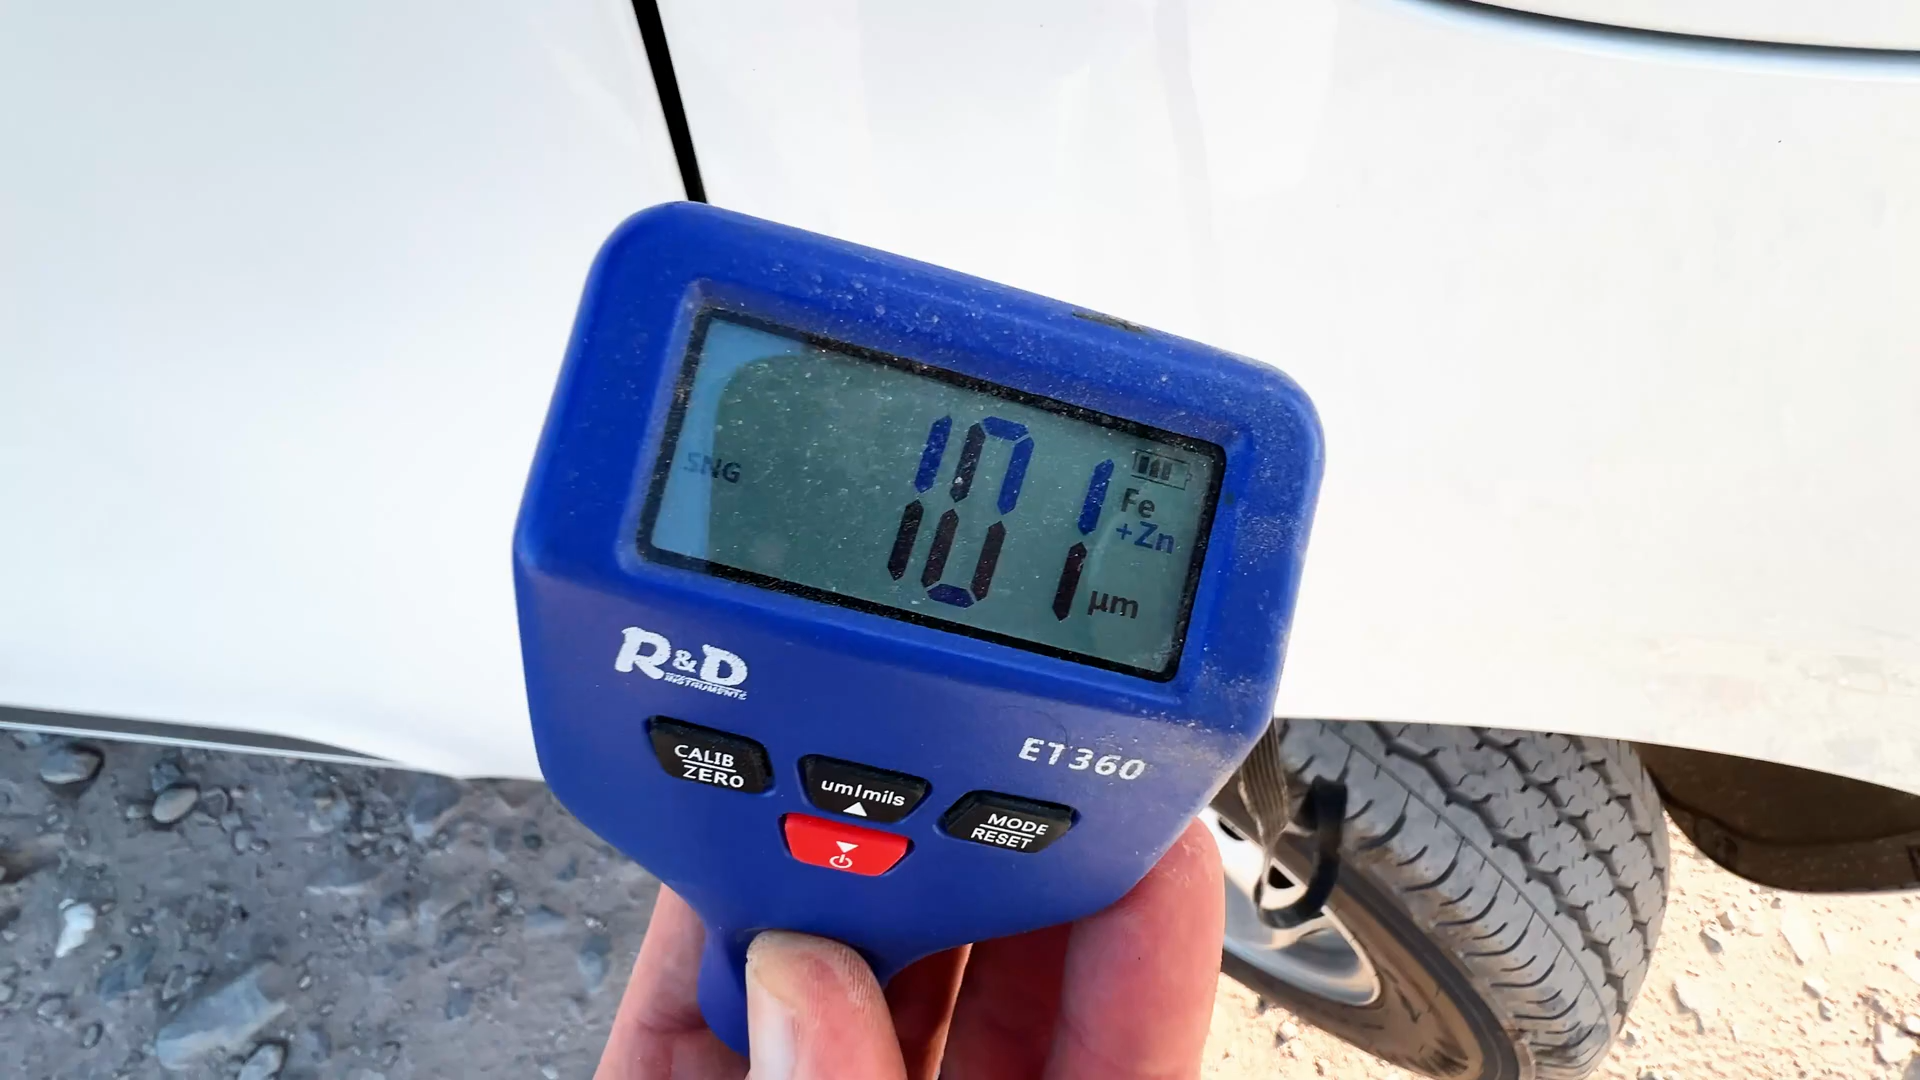 SNG
101
Fe
+Zn
µm
R&D
INSTRUMENTS
ET360
CALIB
ZERO
um/mils
MODE
RESET